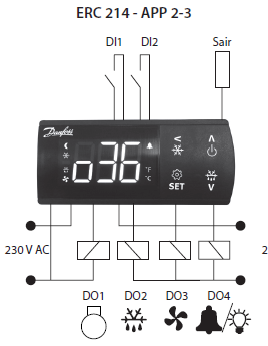 ERC 214 - APP 2-3
DI1 DI2 Sair
Danfoss
o36
°F
°C
SET
230 V AC
2
DO1 DO2 DO3 DO4